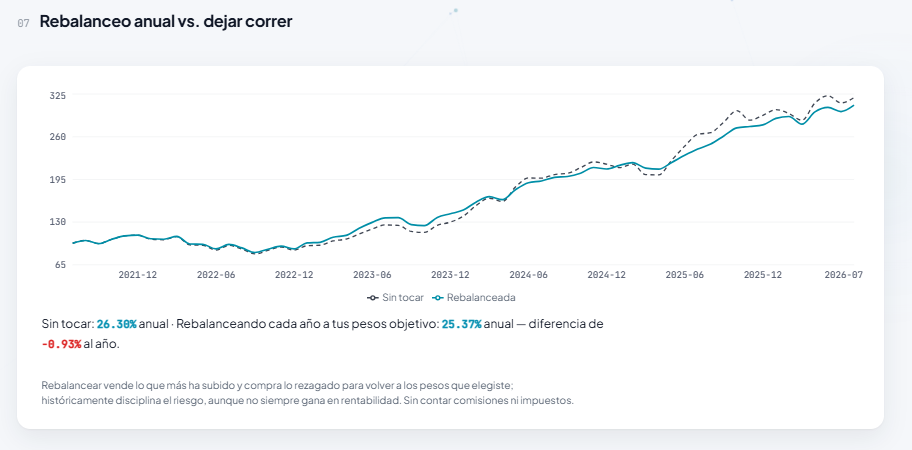 07 Rebalanceo anual vs. dejar correr
325
260
195
130
65
2021-12 2022-06 2022-12 2023-06 2023-12 2024-06 2024-12 2025-06 2025-12 2026-07
Sin tocar Rebalanceada
Sin tocar: 26.30% anual · Rebalanceando cada año a tus pesos objetivo: 25.37% anual — diferencia de
-0.93% al año.
Rebalancear vende lo que más ha subido y compra lo rezagado para volver a los pesos que elegiste;
históricamente disciplina el riesgo, aunque no siempre gana en rentabilidad. Sin contar comisiones ni impuestos.